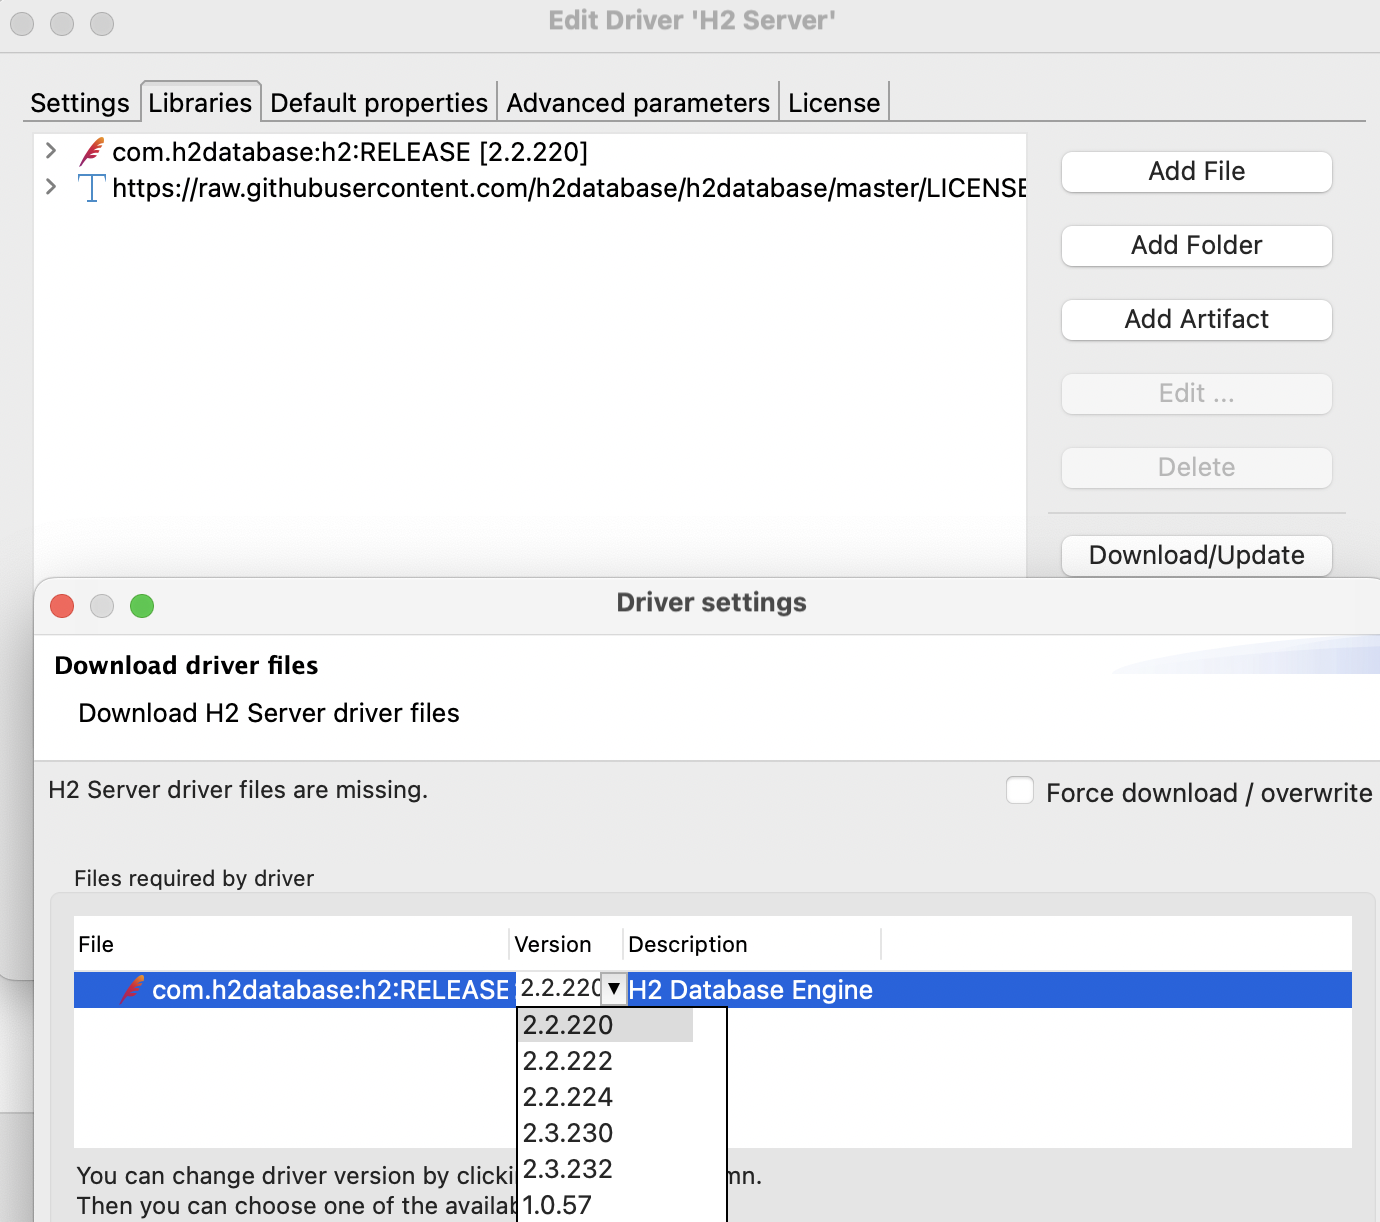 Edit Driver 'H2 Server'
Settings Libraries Default properties Advanced parameters License
com.h2database:h2:RELEASE [2.2.220]
https://raw.githubusercontent.com/h2database/h2database/master/LICENSE
Add File
Add Folder
Add Artifact
Edit ...
Delete
Download/Update
Driver settings
Download driver files
Download H2 Server driver files
H2 Server driver files are missing.
Force download / overwrite
Files required by driver
File Version Description
com.h2database:h2:RELEASE 2.2.220 H2 Database Engine
2.2.220
2.2.222
2.2.224
2.3.230
2.3.232
1.0.57
You can change driver version by
Then you can choose one of the